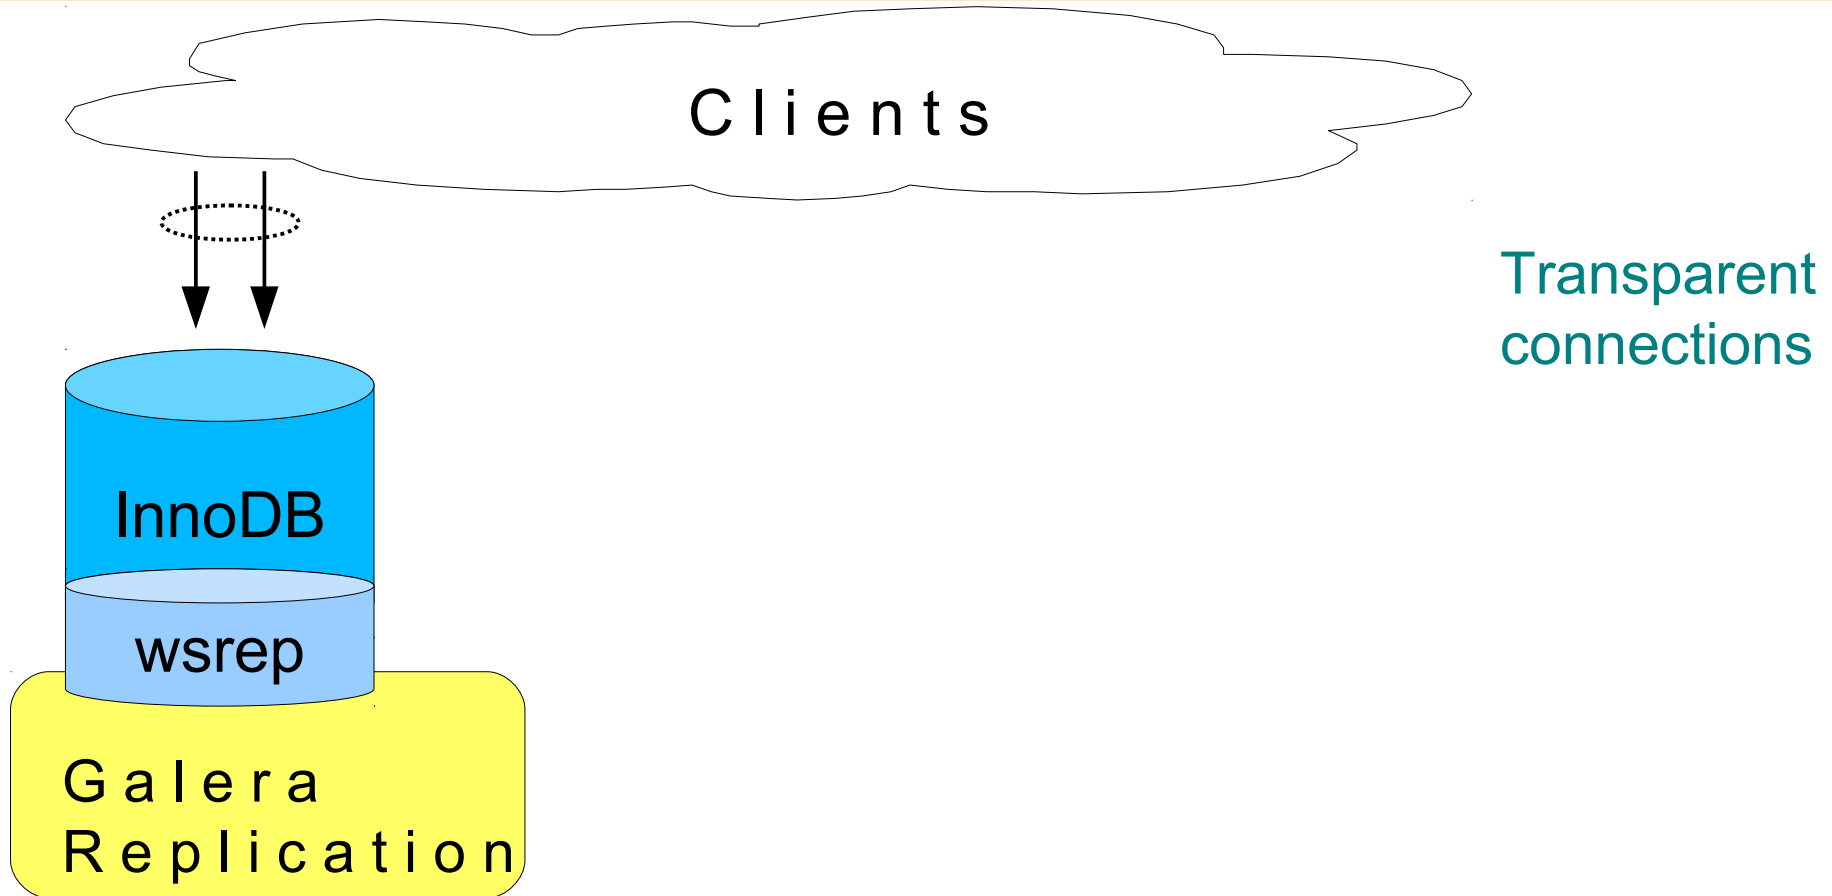 Clients
Transparent
connections
InnoDB
wsrep
Galera
Replication